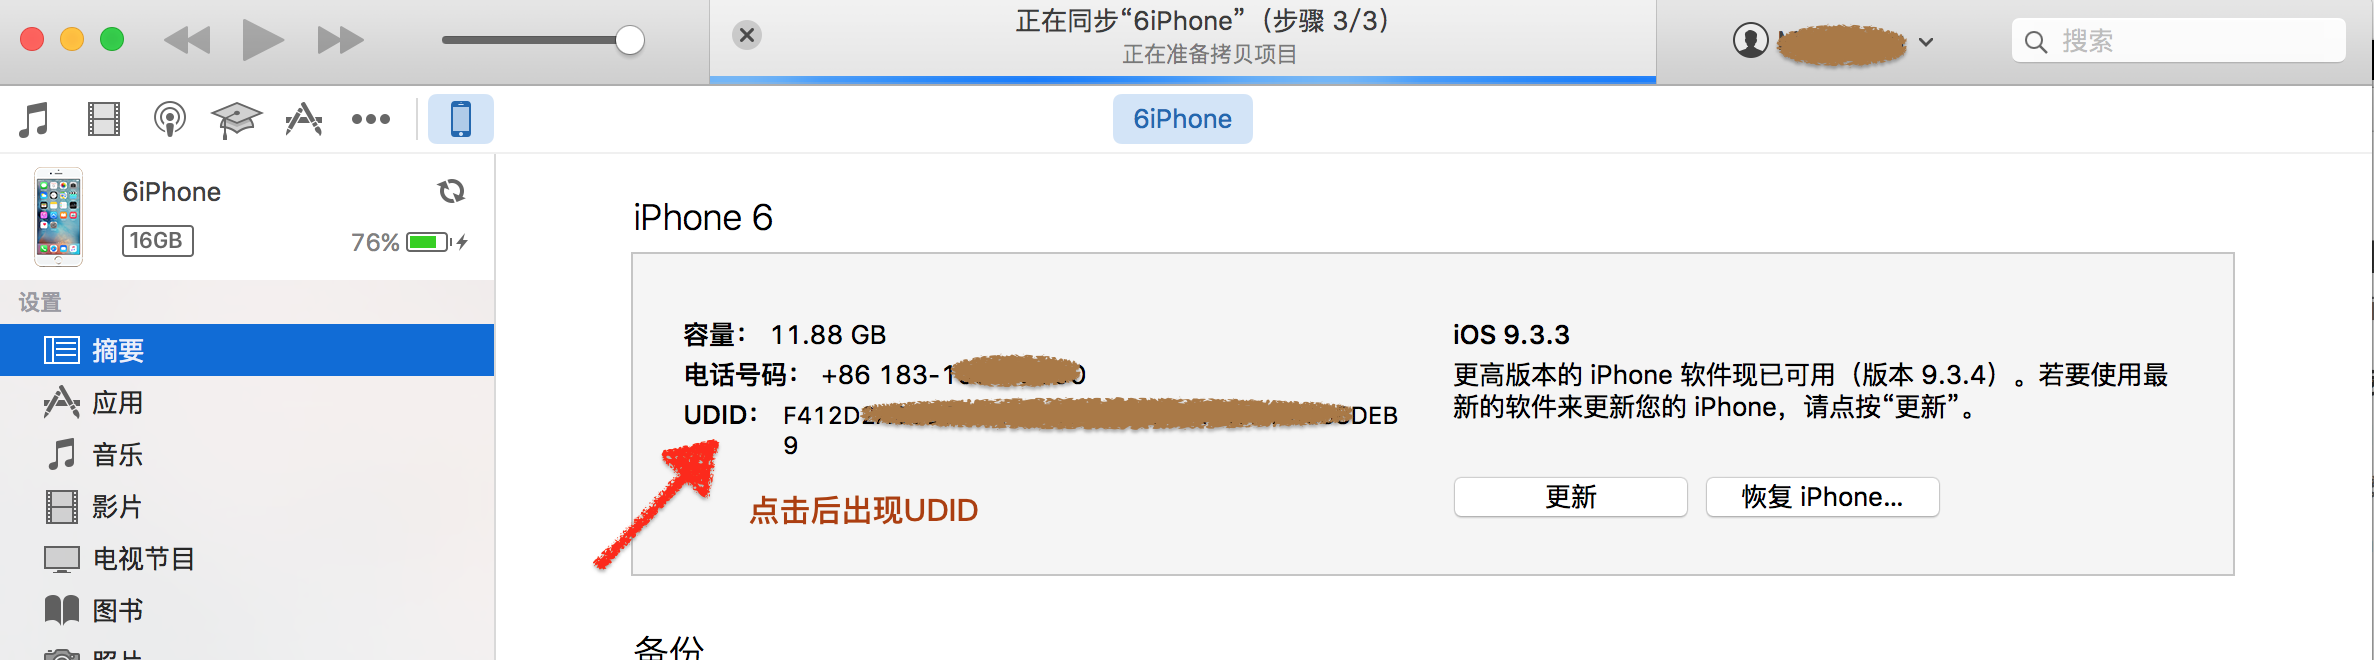 正在同步“6iPhone”（步骤 3/3）
正在准备拷贝项目
搜索
6iPhone
6iPhone
16GB
76%
设置
摘要
应用
音乐
影片
电视节目
图书
照片
iPhone 6
容量： 11.88 GB
电话号码： +86 183-1
UDID： F412D DEB
9
点击后出现UDID
iOS 9.3.3
更高版本的 iPhone 软件现已可用（版本 9.3.4）。若要使用最
新的软件来更新您的 iPhone，请点按“更新”。
更新
恢复 iPhone...
备份